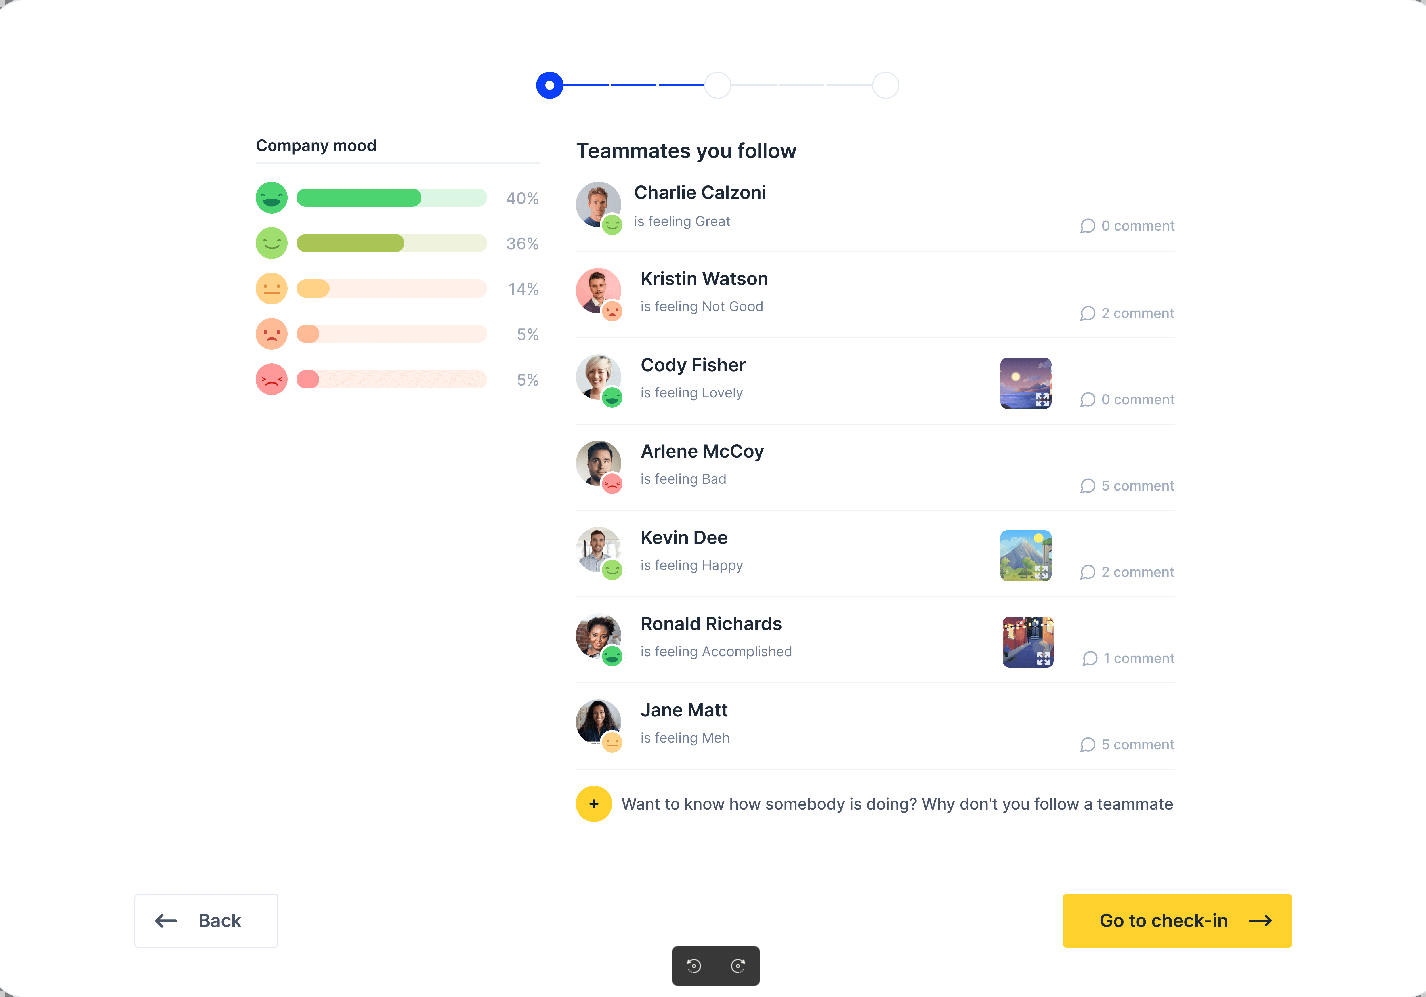 Company mood
40%
36%
14%
5%
5%
Teammates you follow
Charlie Calzoni
is feeling Great
0 comment
Kristin Watson
is feeling Not Good
2 comment
Cody Fisher
is feeling Lovely
0 comment
Arlene McCoy
is feeling Bad
5 comment
Kevin Dee
is feeling Happy
2 comment
Ronald Richards
is feeling Accomplished
1 comment
Jane Matt
is feeling Meh
5 comment
+ Want to know how somebody is doing? Why don't you follow a teammate
Back
Go to check-in